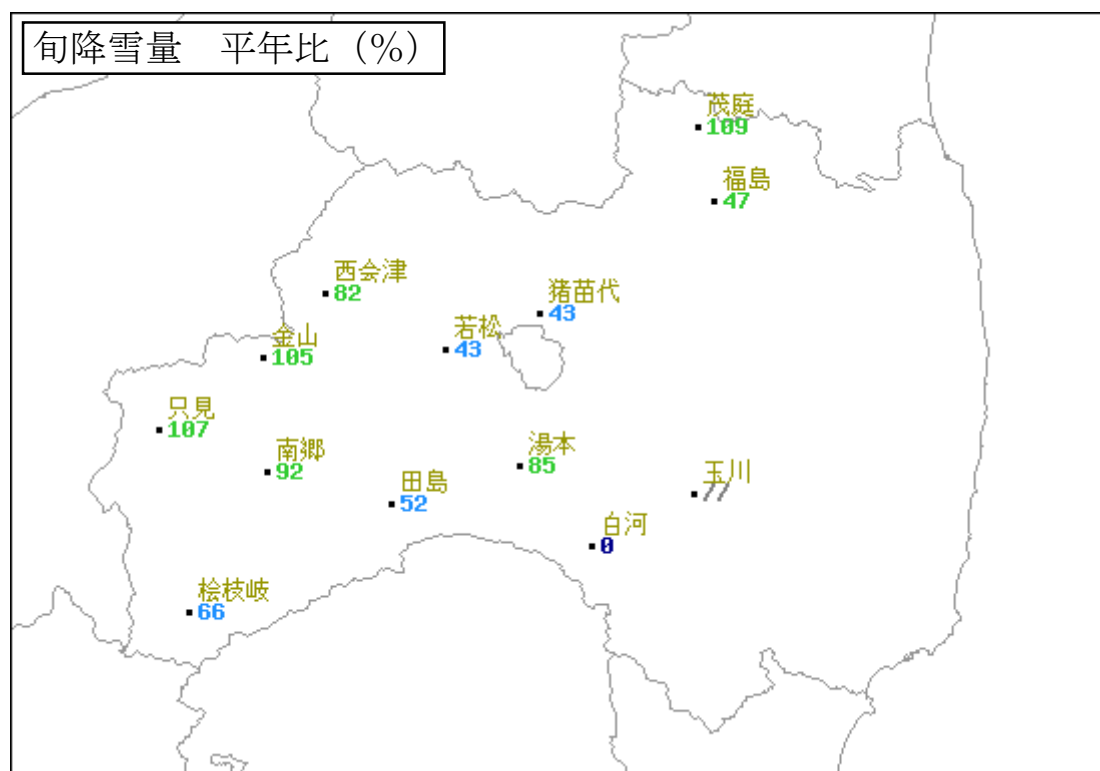 旬降雪量　平年比（%）
茂庭
109
福島
47
西会津
82
猪苗代
43
若松
43
金山
105
只見
107
南郷
92
湯本
85
田島
52
玉川
//
白河
0
桧枝岐
66